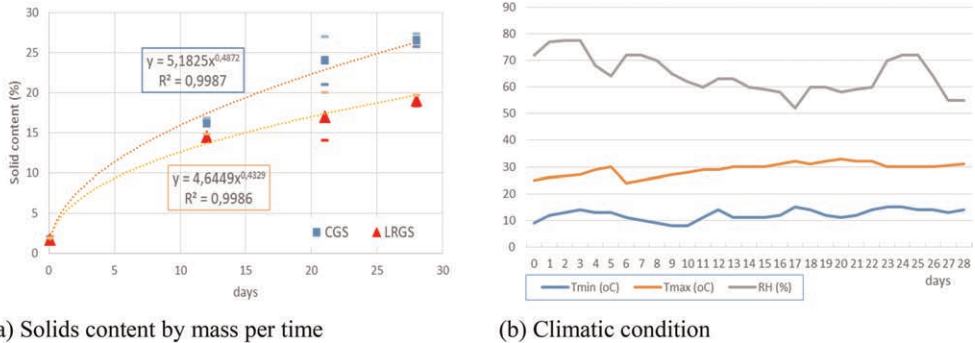 30
25
20
15
10
5
0
Solid content (%)
y = 5,1825x^0,4872
R² = 0,9987
y = 4,6449x^0,4329
R² = 0,9986
CGS LRGS
0 5 10 15 20 25 30
days
90
80
70
60
50
40
30
20
10
0
0 1 2 3 4 5 6 7 8 9 10 11 12 13 14 15 16 17 18 19 20 21 22 23 24 25 26 27 28
days
Tmin (oC) Tmax (oC) RH (%)
a) Solids content by mass per time
(b) Climatic condition